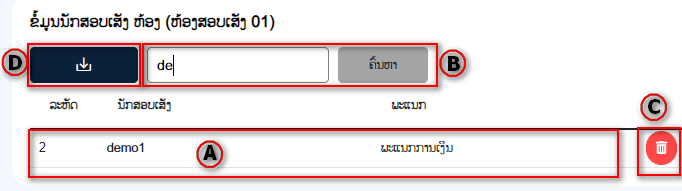 ຂໍ້ມູນນັກສອບເສັງ ຫ້ອງ (ຫ້ອງສອບເສັງ 01)
D de ຄົ້ນຫາ B
ລະຫັດ ນັກສອບເສັງ ພະແນກ C
2 demo1 A ພະແນກການເງິນ